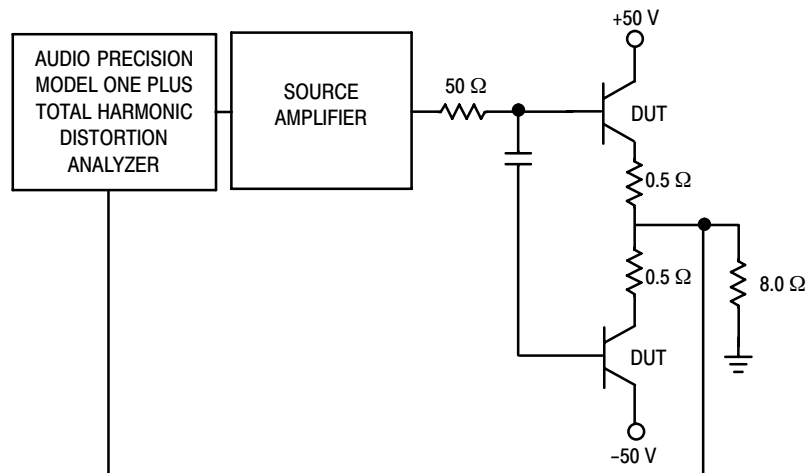 AUDIO PRECISION
MODEL ONE PLUS
TOTAL HARMONIC
DISTORTION
ANALYZER
SOURCE
AMPLIFIER
50 Ω
+50 V
DUT
0.5 Ω
0.5 Ω
8.0 Ω
DUT
−50 V